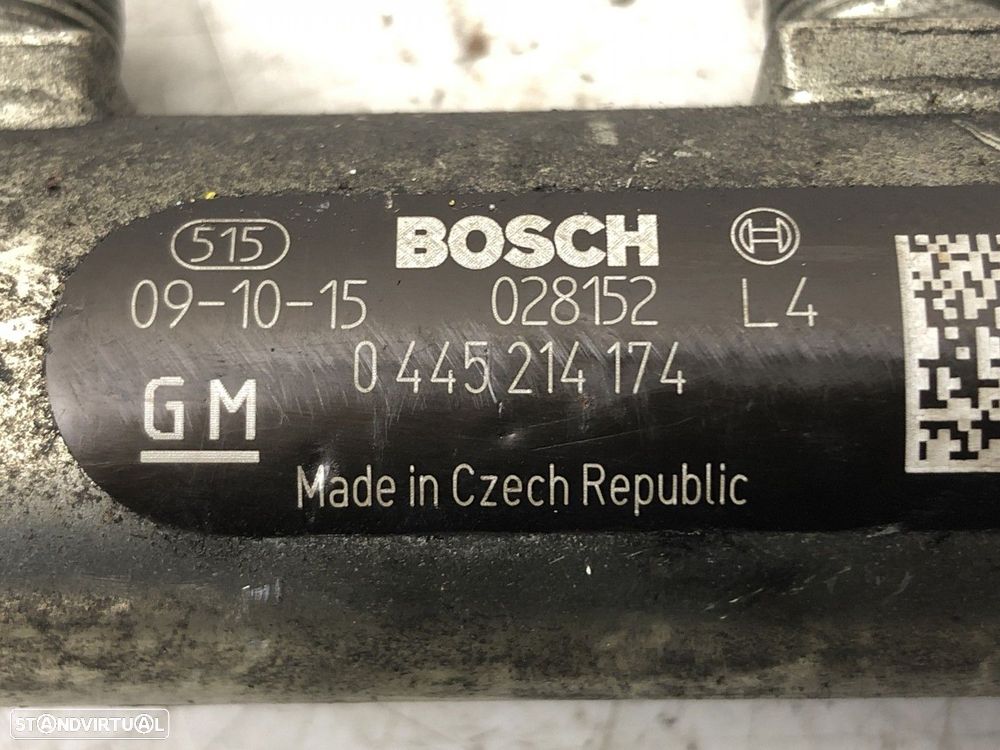 515 BOSCH
09-10-15 028152 L4
0 445 214 174
GM
Made in Czech Republic
STANDVIRTUAL